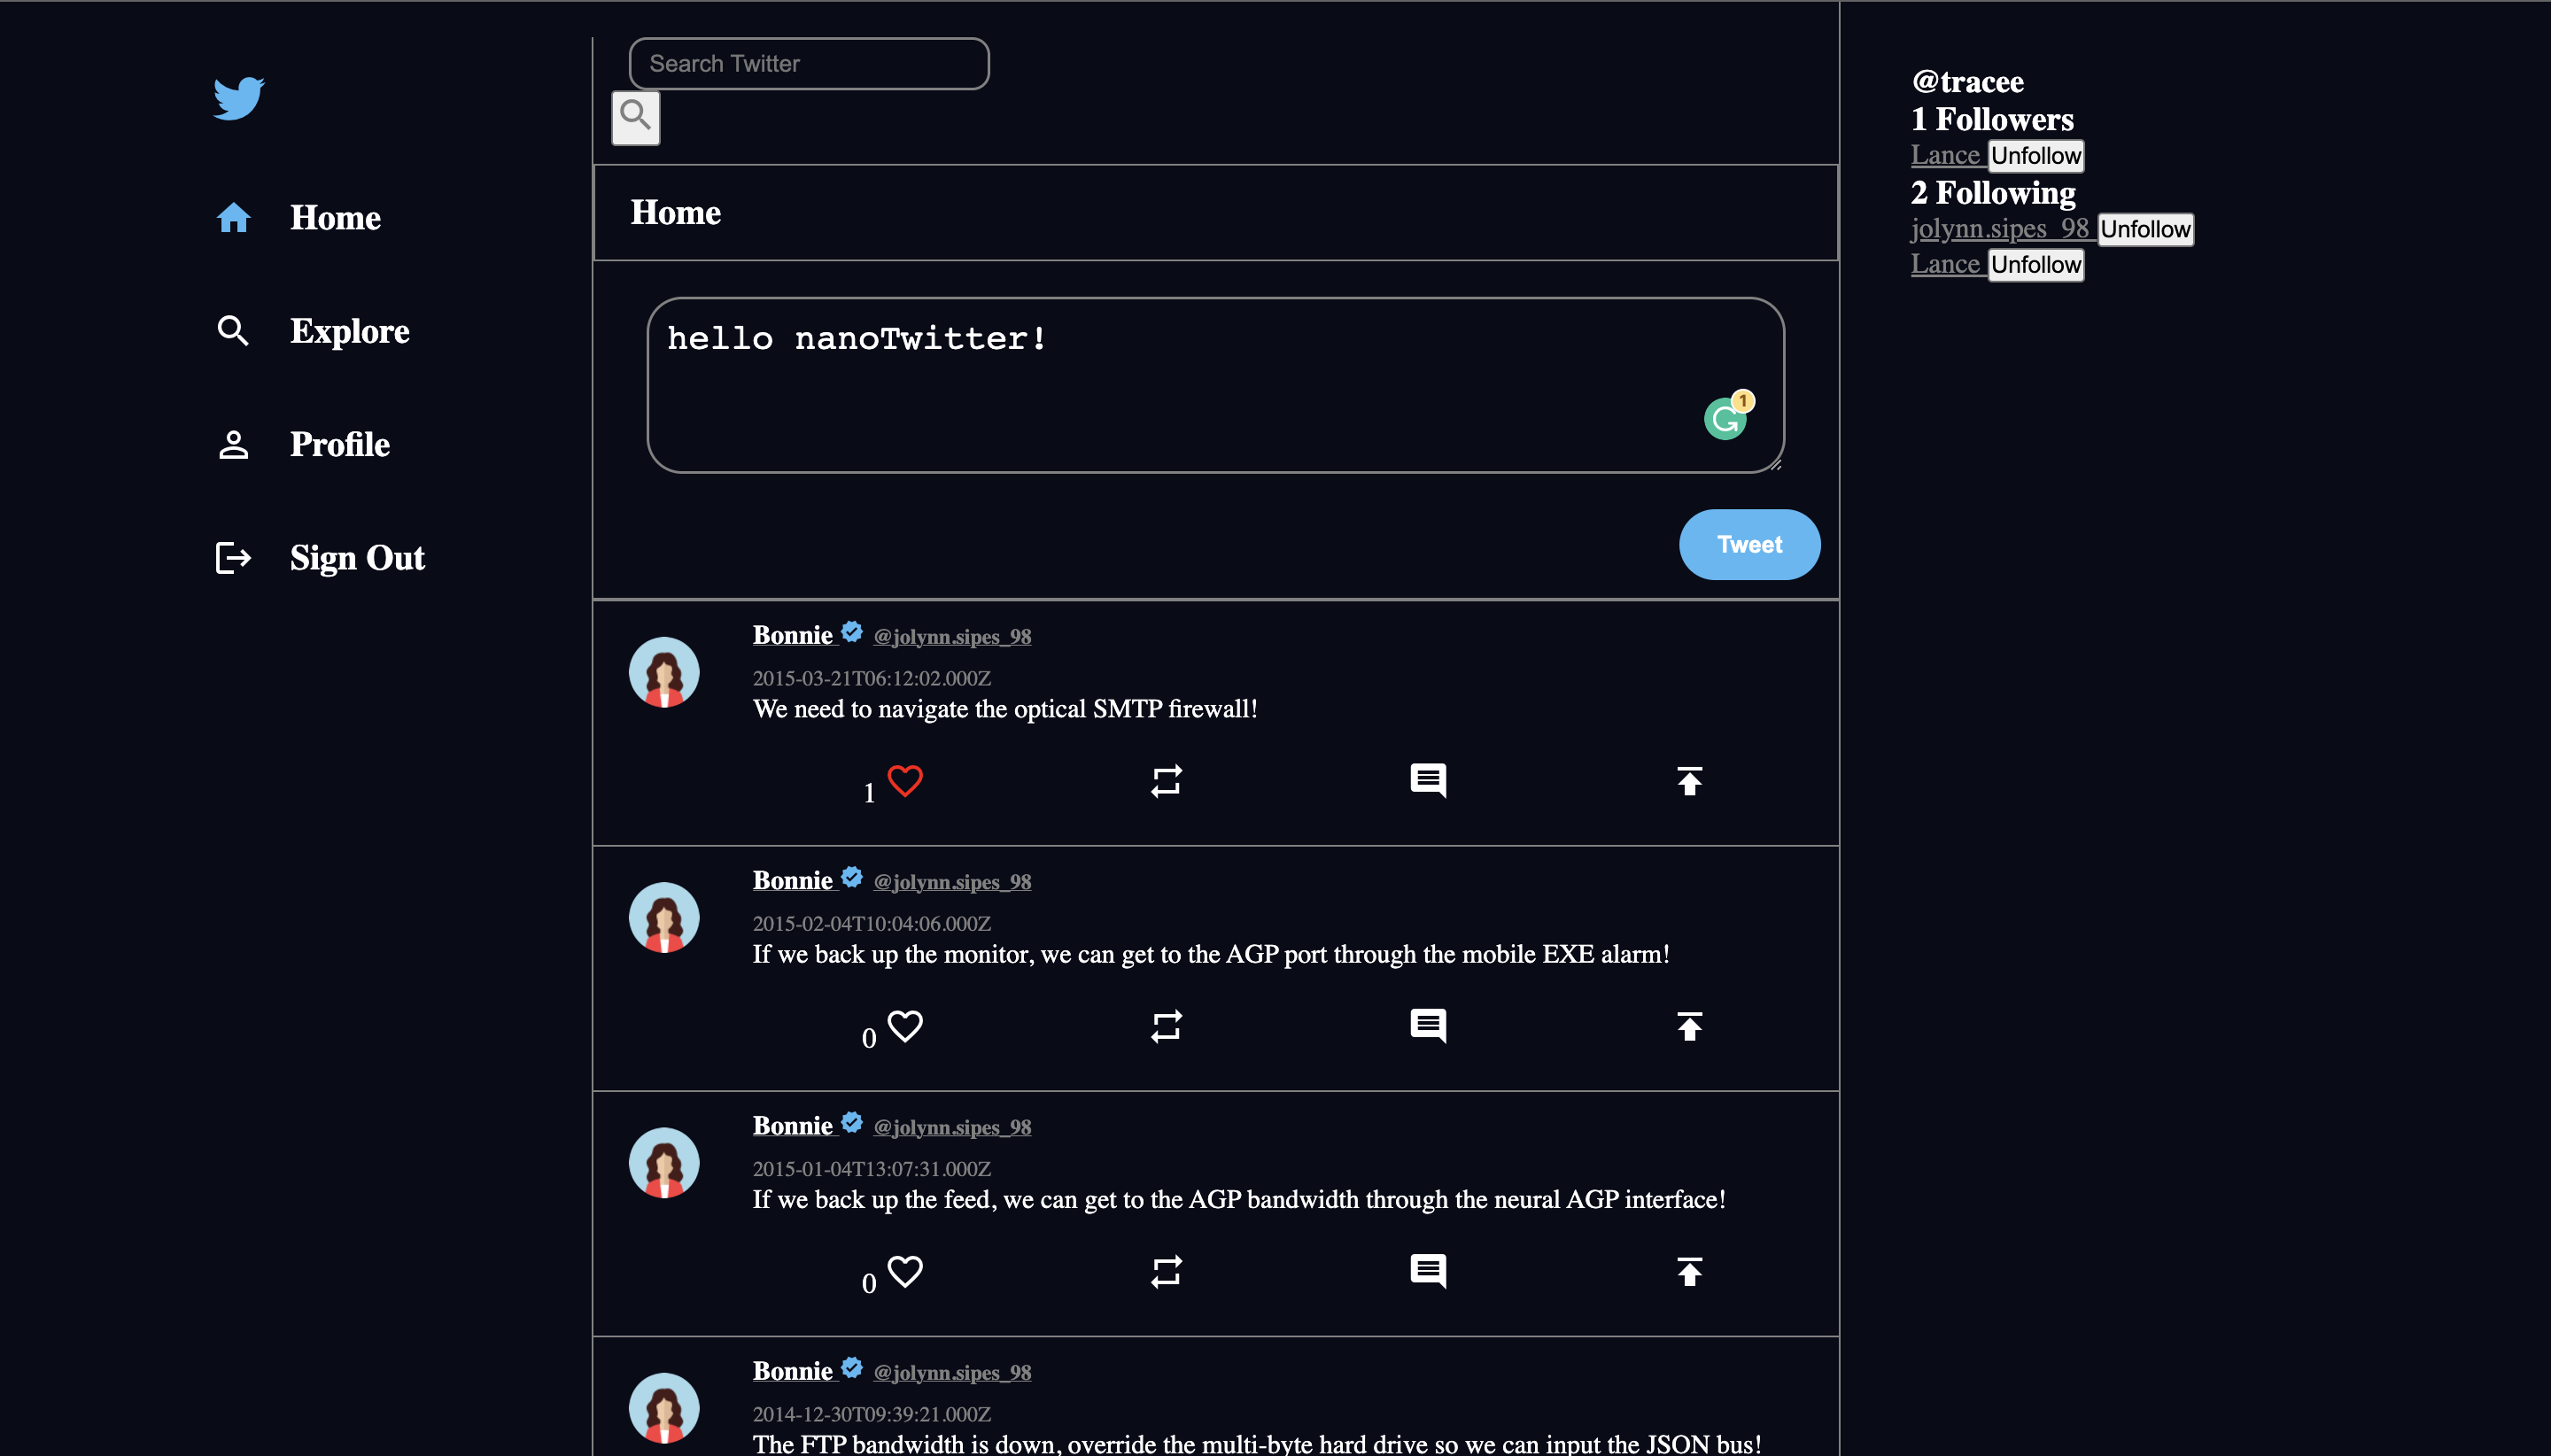 Home
Explore
Profile
Sign Out
Search Twitter
Home
hello nanoTwitter!
1
Tweet
Bonnie @jolynn.sipes_98
2015-03-21T06:12:02.000Z
We need to navigate the optical SMTP firewall!
1
Bonnie @jolynn.sipes_98
2015-02-04T10:04:06.000Z
If we back up the monitor, we can get to the AGP port through the mobile EXE alarm!
0
Bonnie @jolynn.sipes_98
2015-01-04T13:07:31.000Z
If we back up the feed, we can get to the AGP bandwidth through the neural AGP interface!
0
Bonnie @jolynn.sipes_98
2014-12-30T09:39:21.000Z
The FTP bandwidth is down, override the multi-byte hard drive so we can input the JSON bus!
@tracee
1 Followers
Lance Unfollow
2 Following
jolynn.sipes_98 Unfollow
Lance Unfollow